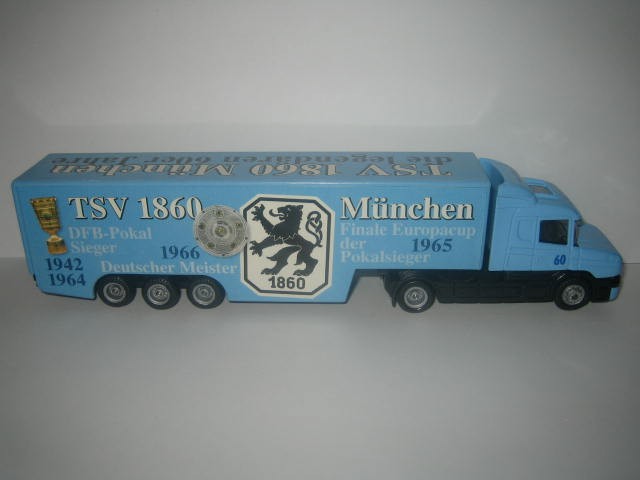 TSV 1860 München
die legendären 60er Jahre
TSV 1860 München
DFB-Pokal
Sieger
1942
1964
1966
Deutscher Meister
1860
Finale Europacup
der 1965
Pokalsieger
60